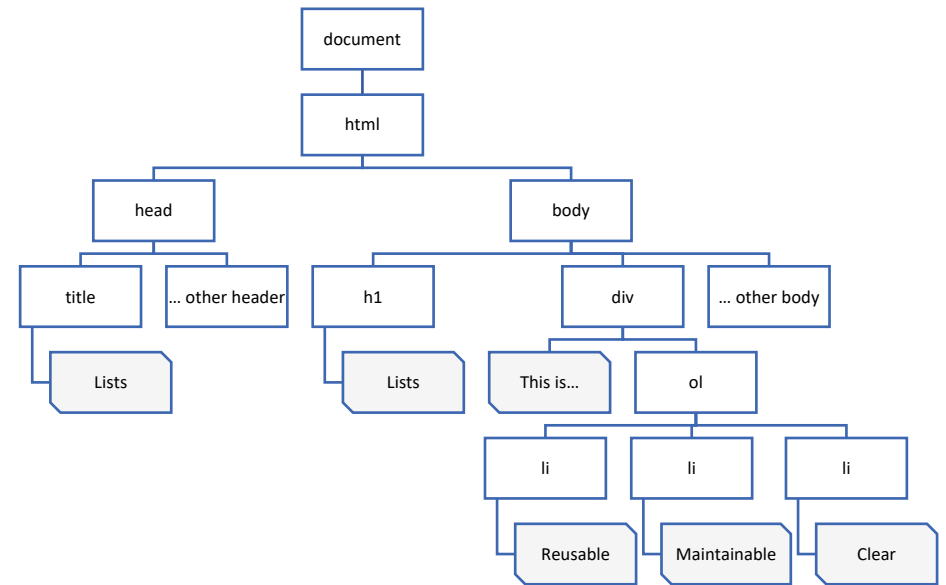 document
html
head
body
title
… other header
h1
div
… other body
Lists
Lists
This is…
ol
li
li
li
Reusable
Maintainable
Clear